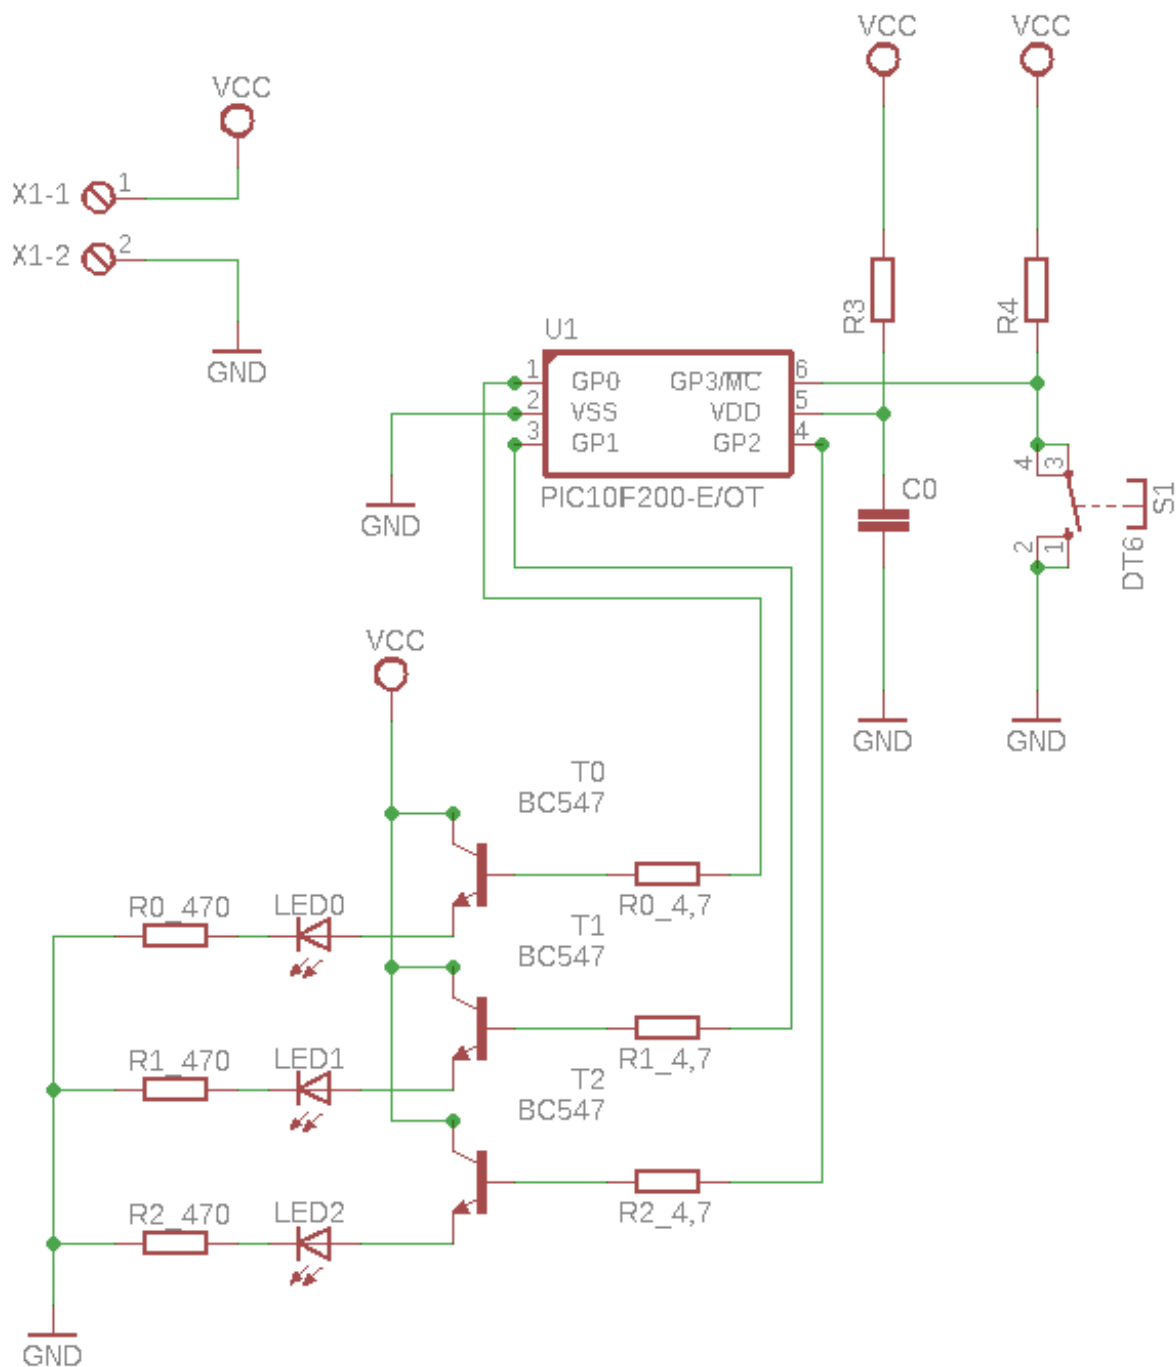 VCC
VCC
VCC
X1-1
1
X1-2
2
GND
R3
R4
U1
1
GP0
GP3/MC
6
2
VSS
VDD
5
3
GP1
GP2
4
PIC10F200-E/OT
GND
C0
4
3
2
1
S1
DT6
GND
GND
VCC
T0
BC547
R0_470
LED0
R0_4,7
T1
BC547
R1_470
LED1
R1_4,7
T2
BC547
R2_470
LED2
R2_4,7
GND